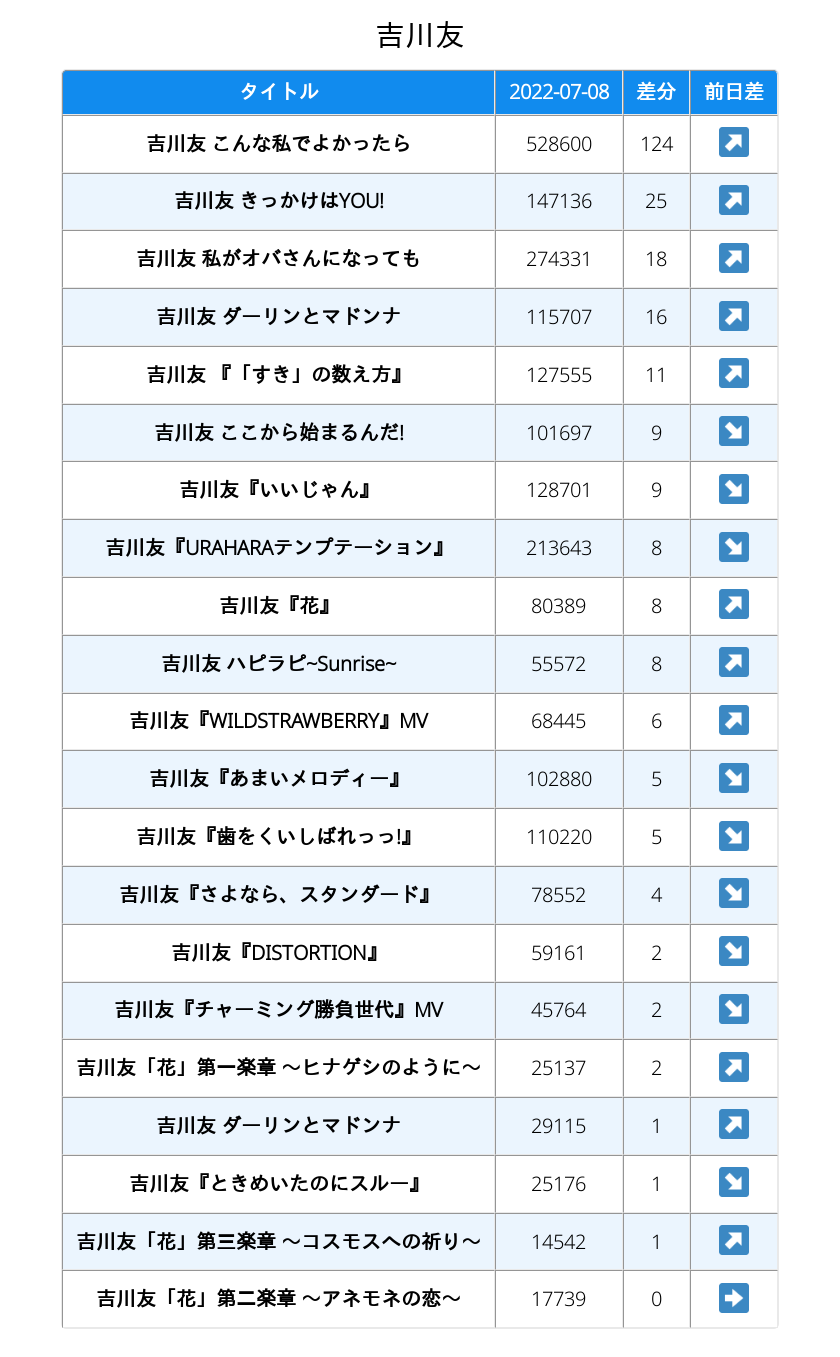 吉川友
タイトル 2022-07-08 差分 前日差
吉川友 こんな私でよかったら 528600 124 ↗
吉川友 きっかけはYOU! 147136 25 ↗
吉川友 私がオバさんになっても 274331 18 ↗
吉川友 ダーリンとマドンナ 115707 16 ↗
吉川友 『「すき」の数え方』 127555 11 ↗
吉川友 ここから始まるんだ! 101697 9 ↘
吉川友『いいじゃん』 128701 9 ↘
吉川友『URAHARAテンプテーション』 213643 8 ↘
吉川友『花』 80389 8 ↗
吉川友 ハピラピ~Sunrise~ 55572 8 ↗
吉川友『WILDSTRAWBERRY』MV 68445 6 ↗
吉川友『あまいメロディー』 102880 5 ↘
吉川友『歯をくいしばれっっ!』 110220 5 ↘
吉川友『さよなら、スタンダード』 78552 4 ↘
吉川友『DISTORTION』 59161 2 ↘
吉川友『チャーミング勝負世代』MV 45764 2 ↘
吉川友「花」第一楽章 〜ヒナゲシのように〜 25137 2 ↗
吉川友 ダーリンとマドンナ 29115 1 ↗
吉川友『ときめいたのにスルー』 25176 1 ↘
吉川友「花」第三楽章 〜コスモスへの祈り〜 14542 1 ↗
吉川友「花」第二楽章 〜アネモネの恋〜 17739 0 ➡